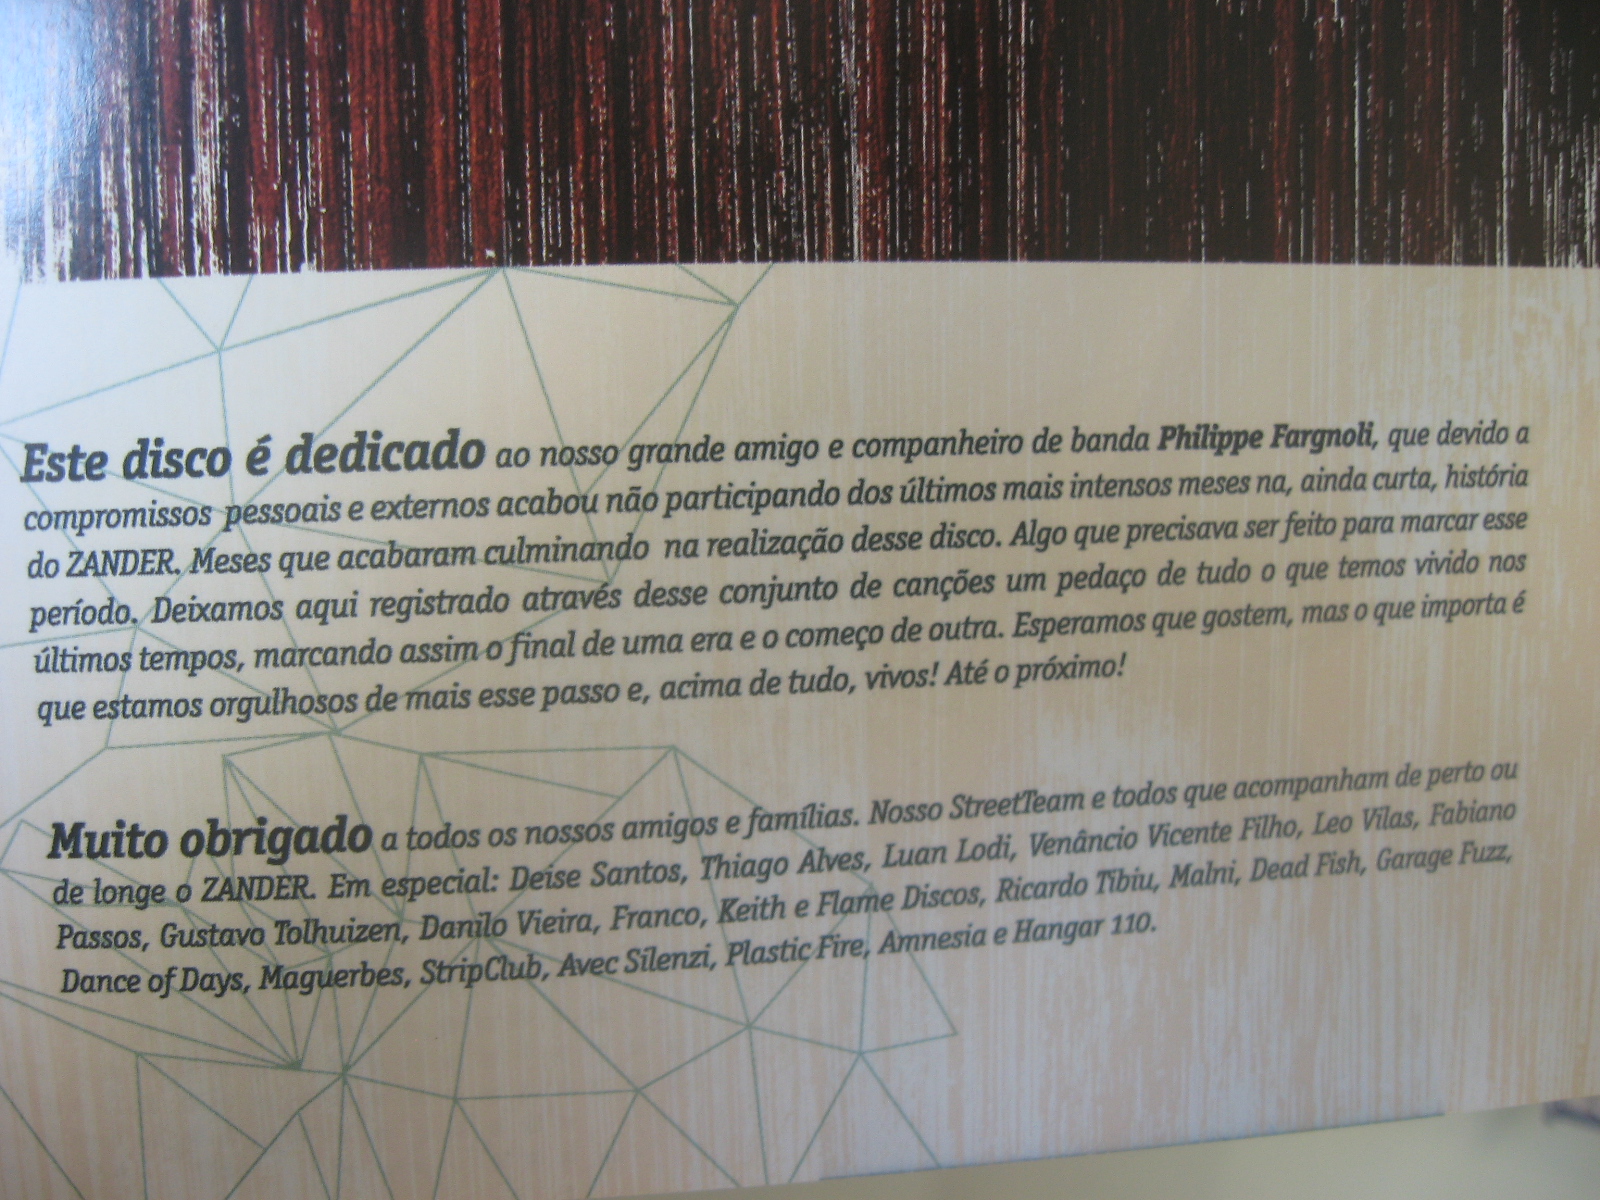 Este disco é dedicado ao nosso grande amigo e companheiro de banda Philippe Fargnoli, que devido a
compromissos pessoais e externos acabou não participando dos últimos mais intensos meses na, ainda curta, história
do ZANDER. Meses que acabaram culminando na realização desse disco. Algo que precisava ser feito para marcar esse
período. Deixamos aqui registrado através desse conjunto de canções um pedaço de tudo o que temos vivido nos
últimos tempos, marcando assim o final de uma era e o começo de outra. Esperamos que gostem, mas o que importa é
que estamos orgulhosos de mais esse passo e, acima de tudo, vivos! Até o próximo!
Muito obrigado a todos os nossos amigos e famílias. Nosso StreetTeam e todos que acompanham de perto ou
de longe o ZANDER. Em especial: Deise Santos, Thiago Alves, Luan Lodi, Venâncio Vicente Filho, Leo Vilas, Fabiano
Passos, Gustavo Tolhuizen, Danilo Vieira, Franco, Keith e Flame Discos, Ricardo Tibiu, Malni, Dead Fish, Garage Fuzz,
Dance of Days, Maguerbes, StripClub, Avec Silenzi, Plastic Fire, Amnesia e Hangar 110.